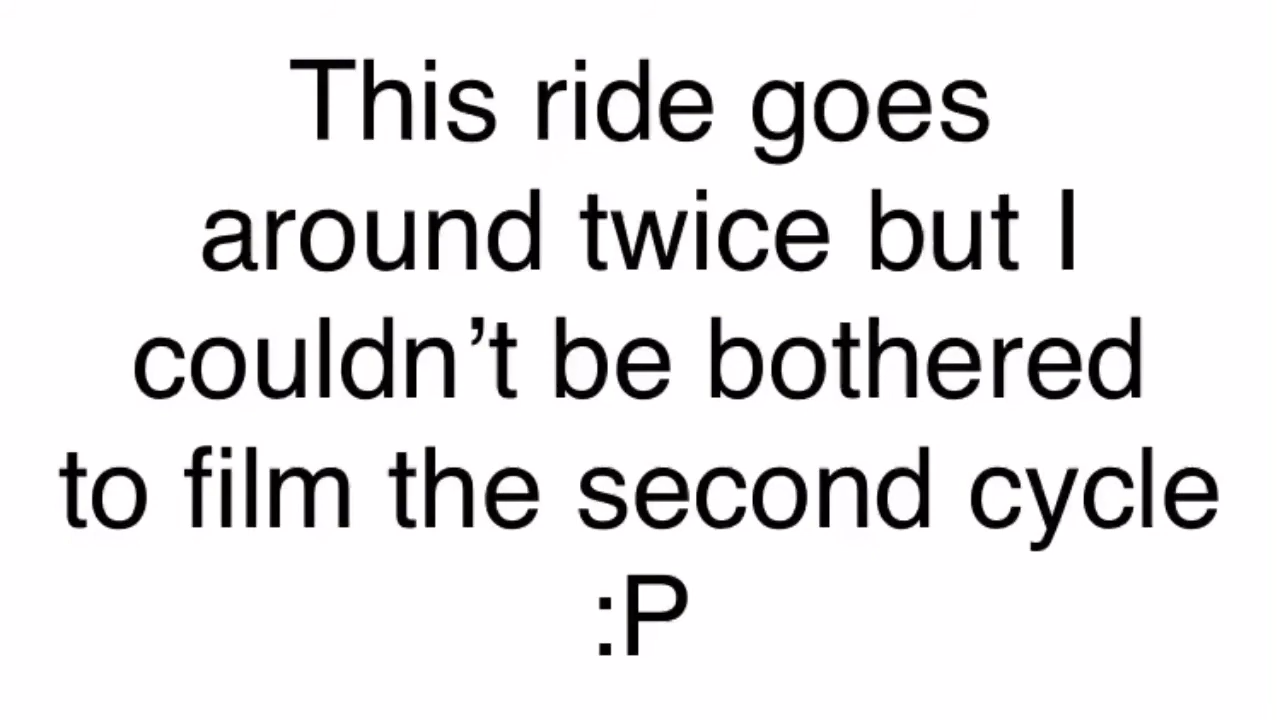 This ride goes
around twice but I
couldn’t be bothered
to film the second cycle
:P